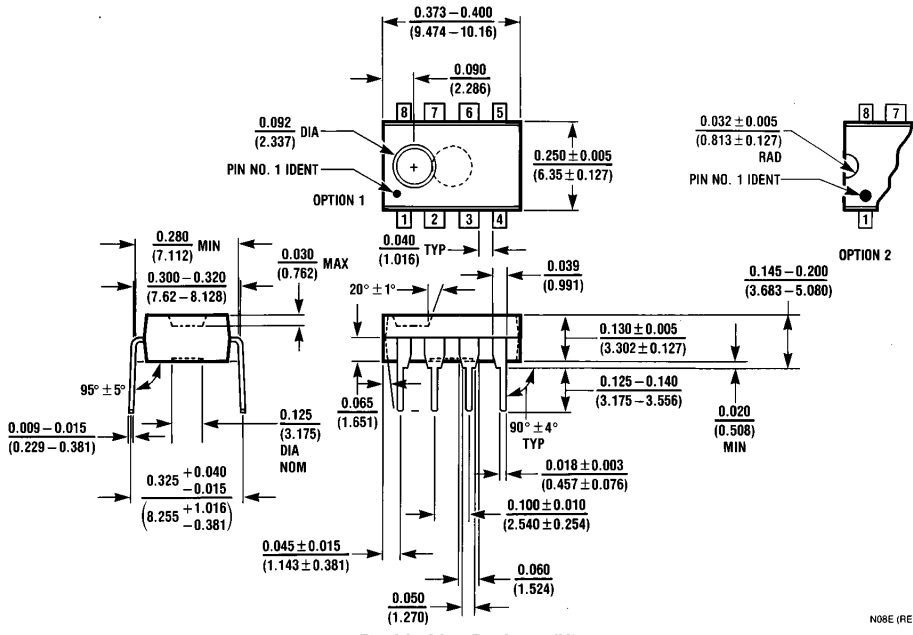 0.373 – 0.400
(9.474 – 10.16)
0.090
(2.286)
8 7 6 5
0.092 DIA
(2.337)
PIN NO. 1 IDENT
OPTION 1
1 2 3 4
0.250 ± 0.005
(6.35 ± 0.127)
0.032 ± 0.005
(0.813 ± 0.127)
RAD
PIN NO. 1 IDENT
8 7
1
OPTION 2
0.280 MIN
(7.112)
0.030 MAX
(0.762)
0.300 – 0.320
(7.62 – 8.128)
95° ± 5°
0.009 – 0.015
(0.229 – 0.381)
0.125
(3.175)
DIA
NOM
0.325 +0.040
–0.015
(8.255 +1.016
–0.381)
0.040 TYP
(1.016)
0.039
(0.991)
20° ± 1°
0.145 – 0.200
(3.683 – 5.080)
0.130 ± 0.005
(3.302 ± 0.127)
0.125 – 0.140
(3.175 – 3.556)
0.065
(1.651)
90° ± 4°
TYP
0.020
(0.508)
MIN
0.018 ± 0.003
(0.457 ± 0.076)
0.100 ± 0.010
(2.540 ± 0.254)
0.045 ± 0.015
(1.143 ± 0.381)
0.060
(1.524)
0.050
(1.270)
N08E (RE